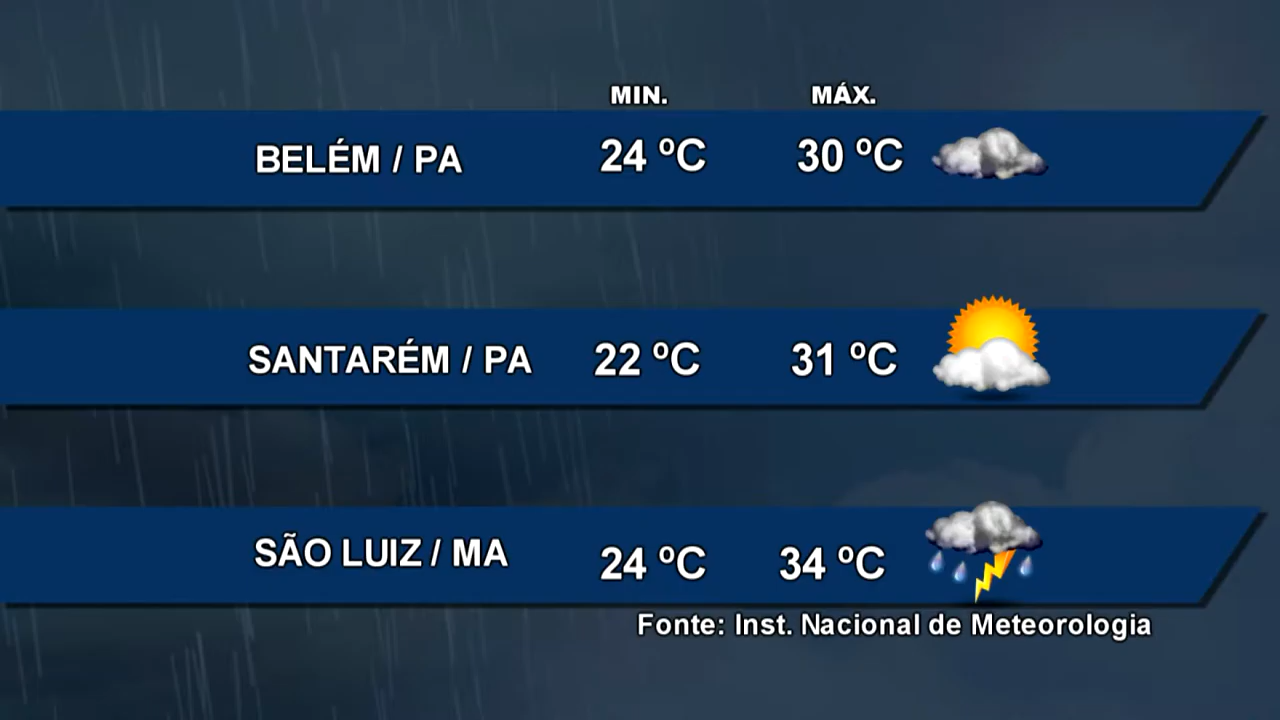 MIN. MÁX.
BELÉM / PA 24 ºC 30 ºC
SANTARÉM / PA 22 ºC 31 ºC
SÃO LUIZ / MA 24 ºC 34 ºC
Fonte: Inst. Nacional de Meteorologia